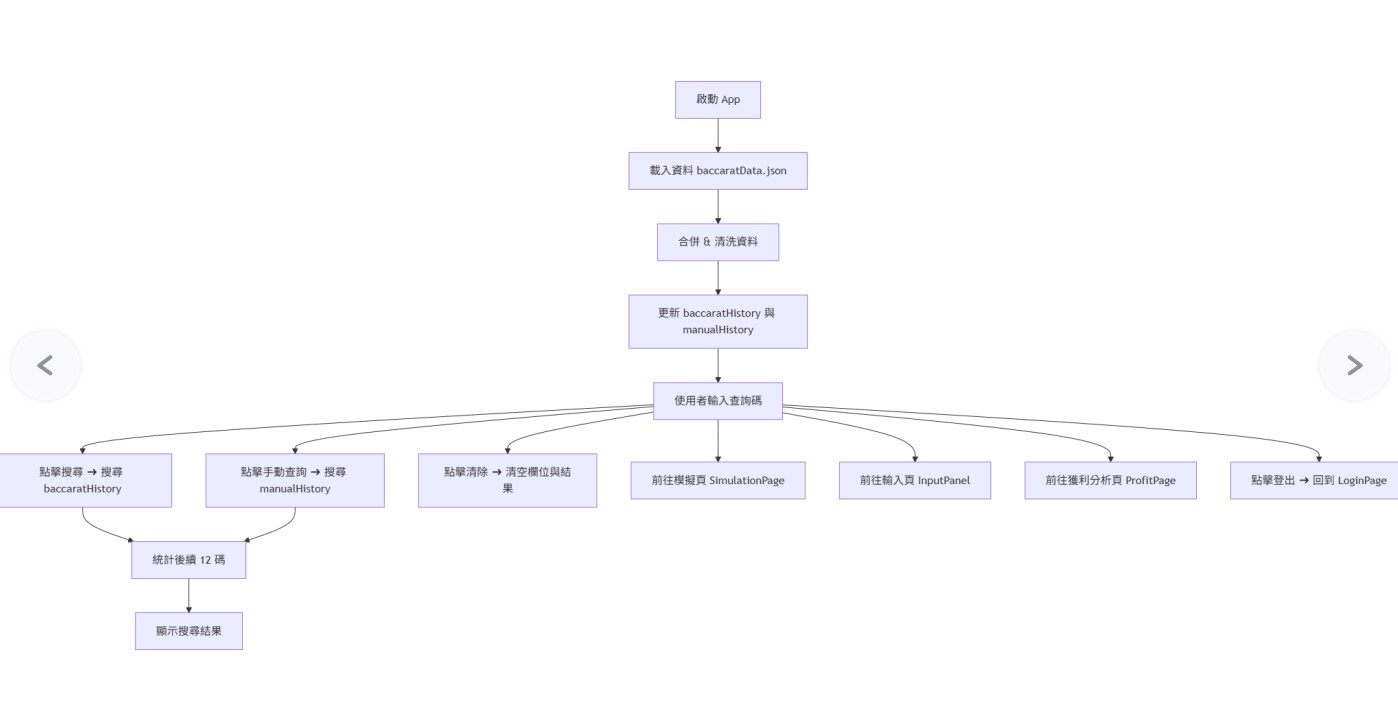 啟動 App
載入資料 baccaratData.json
合併 & 清洗資料
更新 baccaratHistory 與
manualHistory
使用者輸入查詢碼
點擊搜尋 ➔ 搜尋
baccaratHistory
點擊手動查詢 ➔ 搜尋
manualHistory
點擊清除 ➔ 清空欄位與結
果
前往模擬頁 SimulationPage
前往輸入頁 InputPanel
前往獲利分析頁 ProfitPage
點擊登出 ➔ 回到 LoginPage
統計後續 12 碼
顯示搜尋結果